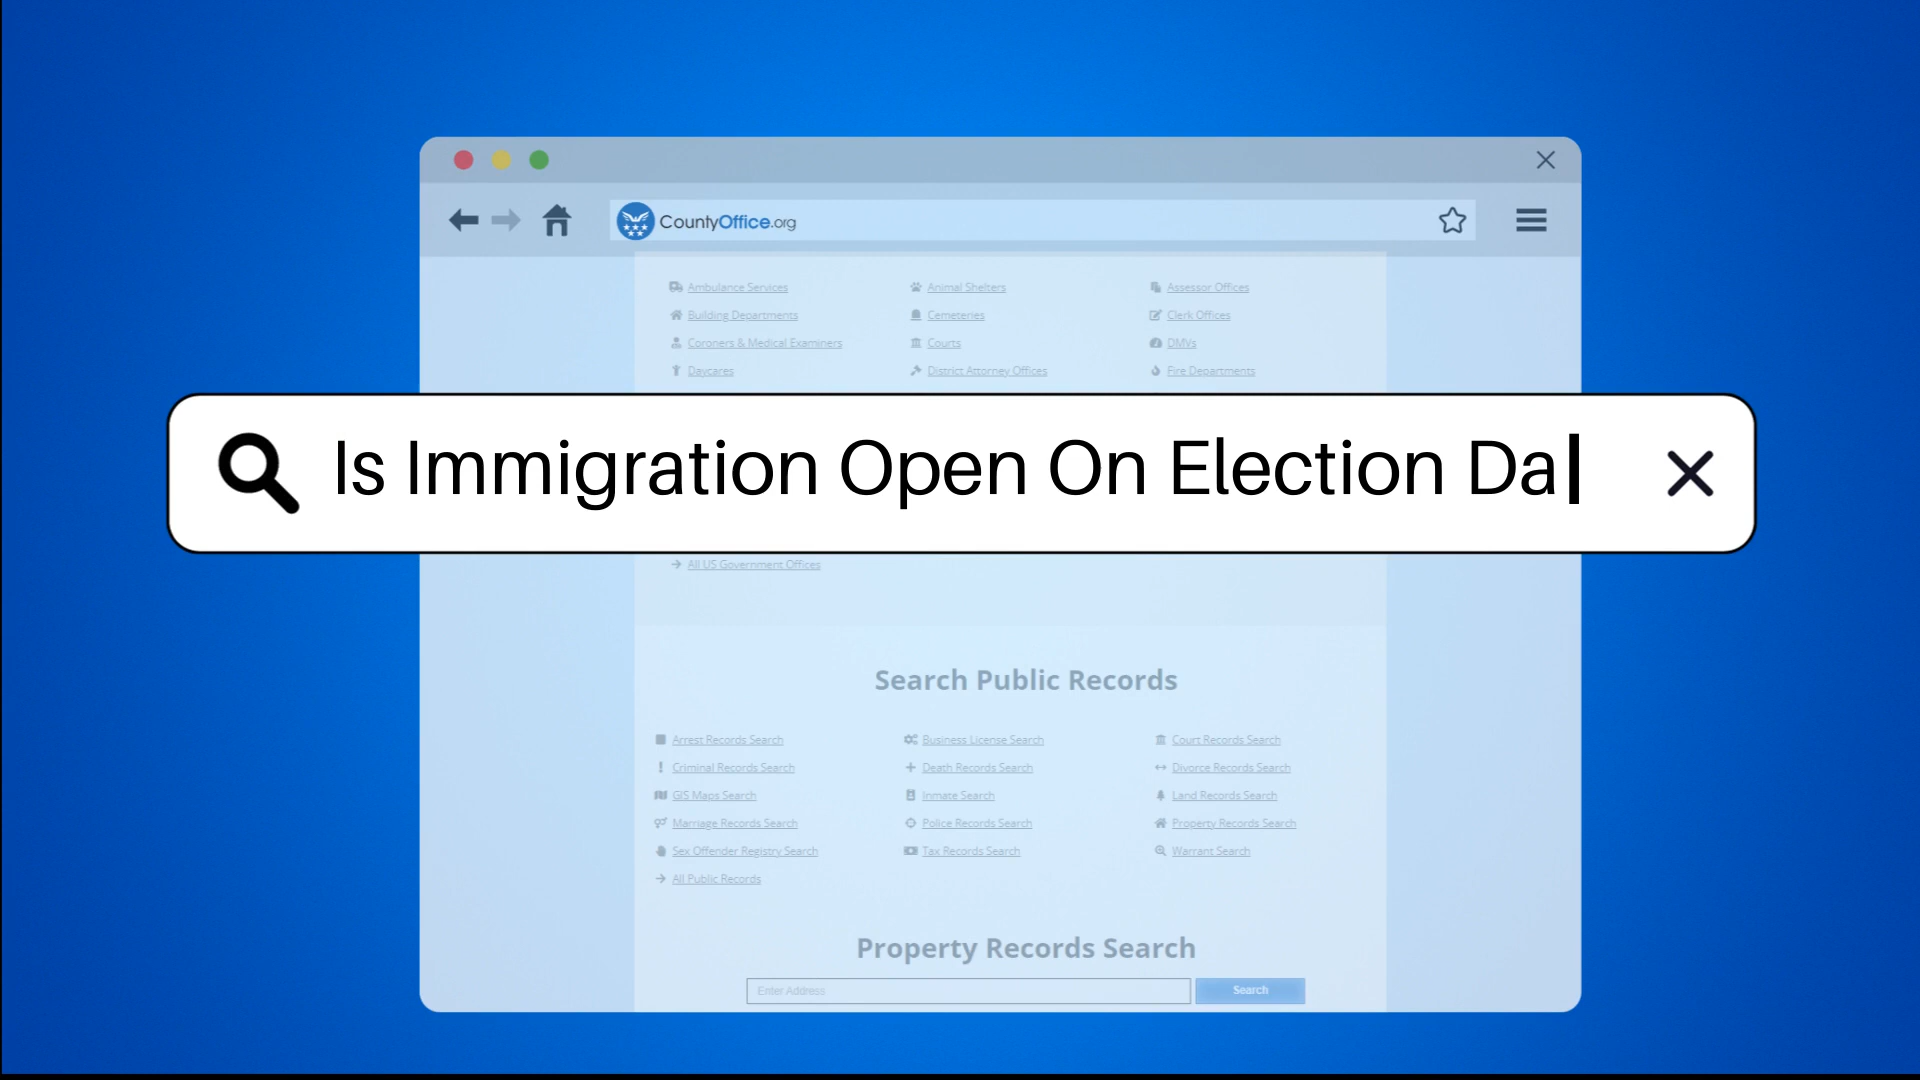 CountyOffice.org
Ambulance Services Animal Shelters Assessor Offices
Building Departments Cemeteries Clerk Offices
Coroners & Medical Examiners Courts DMVs
Daycares District Attorney Offices Fire Departments
Is Immigration Open On Election Da
All US Government Offices
Search Public Records
Arrest Records Search Business License Search Court Records Search
Criminal Records Search Death Records Search Divorce Records Search
GIS Maps Search Inmate Search Land Records Search
Marriage Records Search Police Records Search Property Records Search
Sex Offender Registry Search Tax Records Search Warrant Search
All Public Records
Property Records Search
Enter Address Search